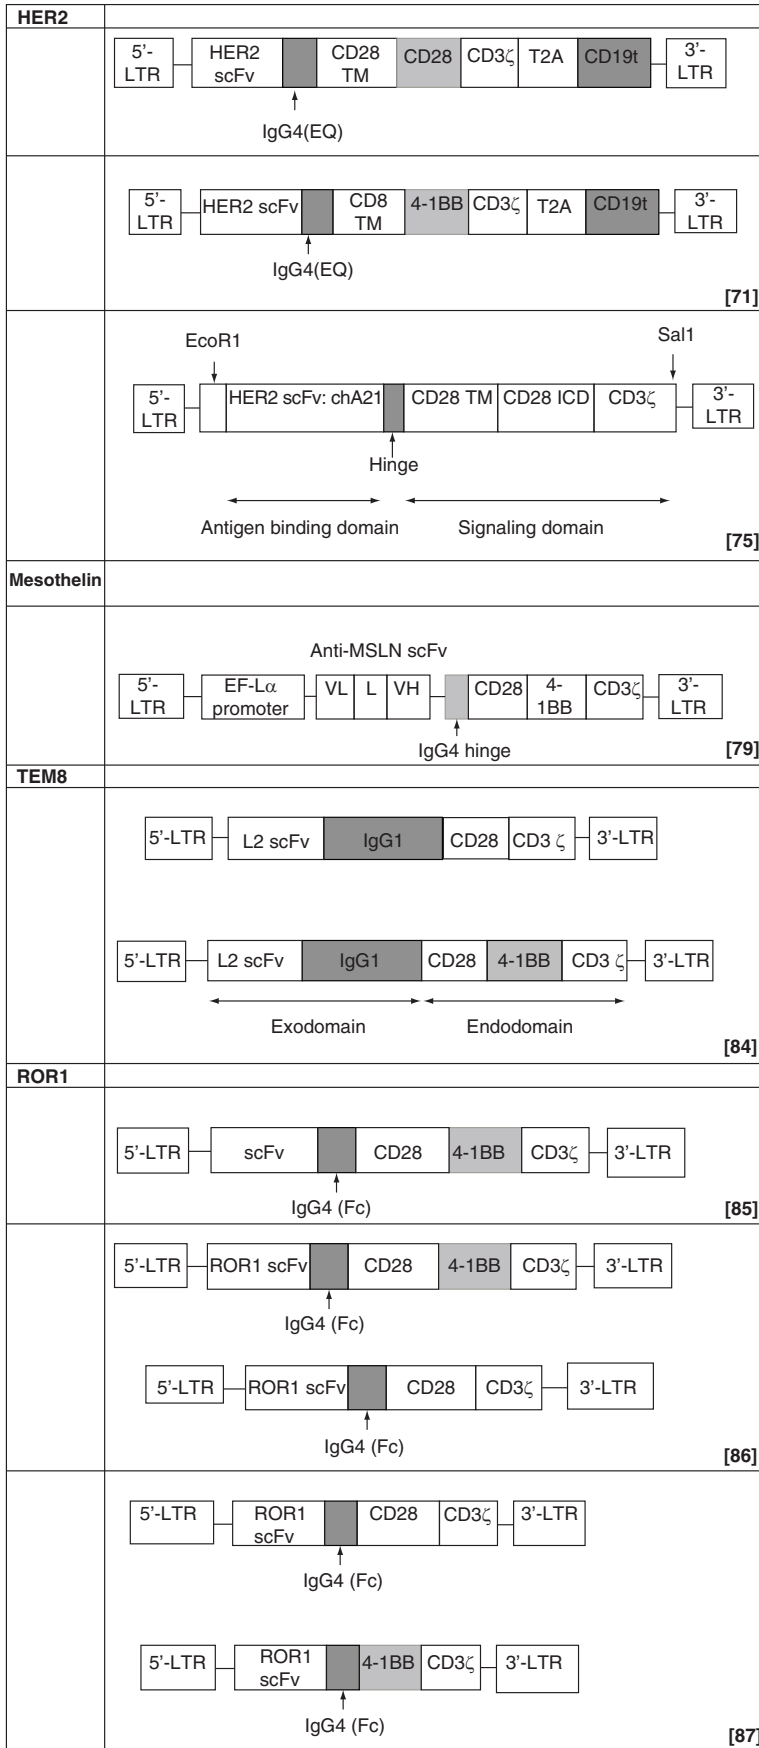 HER2
5'-
LTR
HER2
scFv
CD28
TM
CD28
CD3ζ
T2A
CD19t
3'-
LTR
IgG4(EQ)
5'-
LTR
HER2 scFv
CD8
TM
4-1BB
CD3ζ
T2A
CD19t
3'-
LTR
IgG4(EQ)
[71]
EcoR1
Sal1
5'-
LTR
HER2 scFv: chA21
CD28 TM
CD28 ICD
CD3ζ
3'-
LTR
Hinge
Antigen binding domain
Signaling domain
[75]
Mesothelin
Anti-MSLN scFv
5'-
LTR
EF-Lα
promoter
VL
L
VH
CD28
4-
1BB
CD3ζ
3'-
LTR
IgG4 hinge
[79]
TEM8
5'-LTR
L2 scFv
IgG1
CD28
CD3 ζ
3'-LTR
5'-LTR
L2 scFv
IgG1
CD28
4-1BB
CD3 ζ
3'-LTR
Exodomain
Endodomain
[84]
ROR1
5'-LTR
scFv
CD28
4-1BB
CD3ζ
3'-LTR
IgG4 (Fc)
[85]
5'-LTR
ROR1 scFv
CD28
4-1BB
CD3ζ
3'-LTR
IgG4 (Fc)
5'-LTR
ROR1 scFv
CD28
CD3ζ
3'-LTR
IgG4 (Fc)
[86]
5'-LTR
ROR1
scFv
CD28
CD3ζ
3'-LTR
IgG4 (Fc)
5'-LTR
ROR1
scFv
4-1BB
CD3ζ
3'-LTR
IgG4 (Fc)
[87]